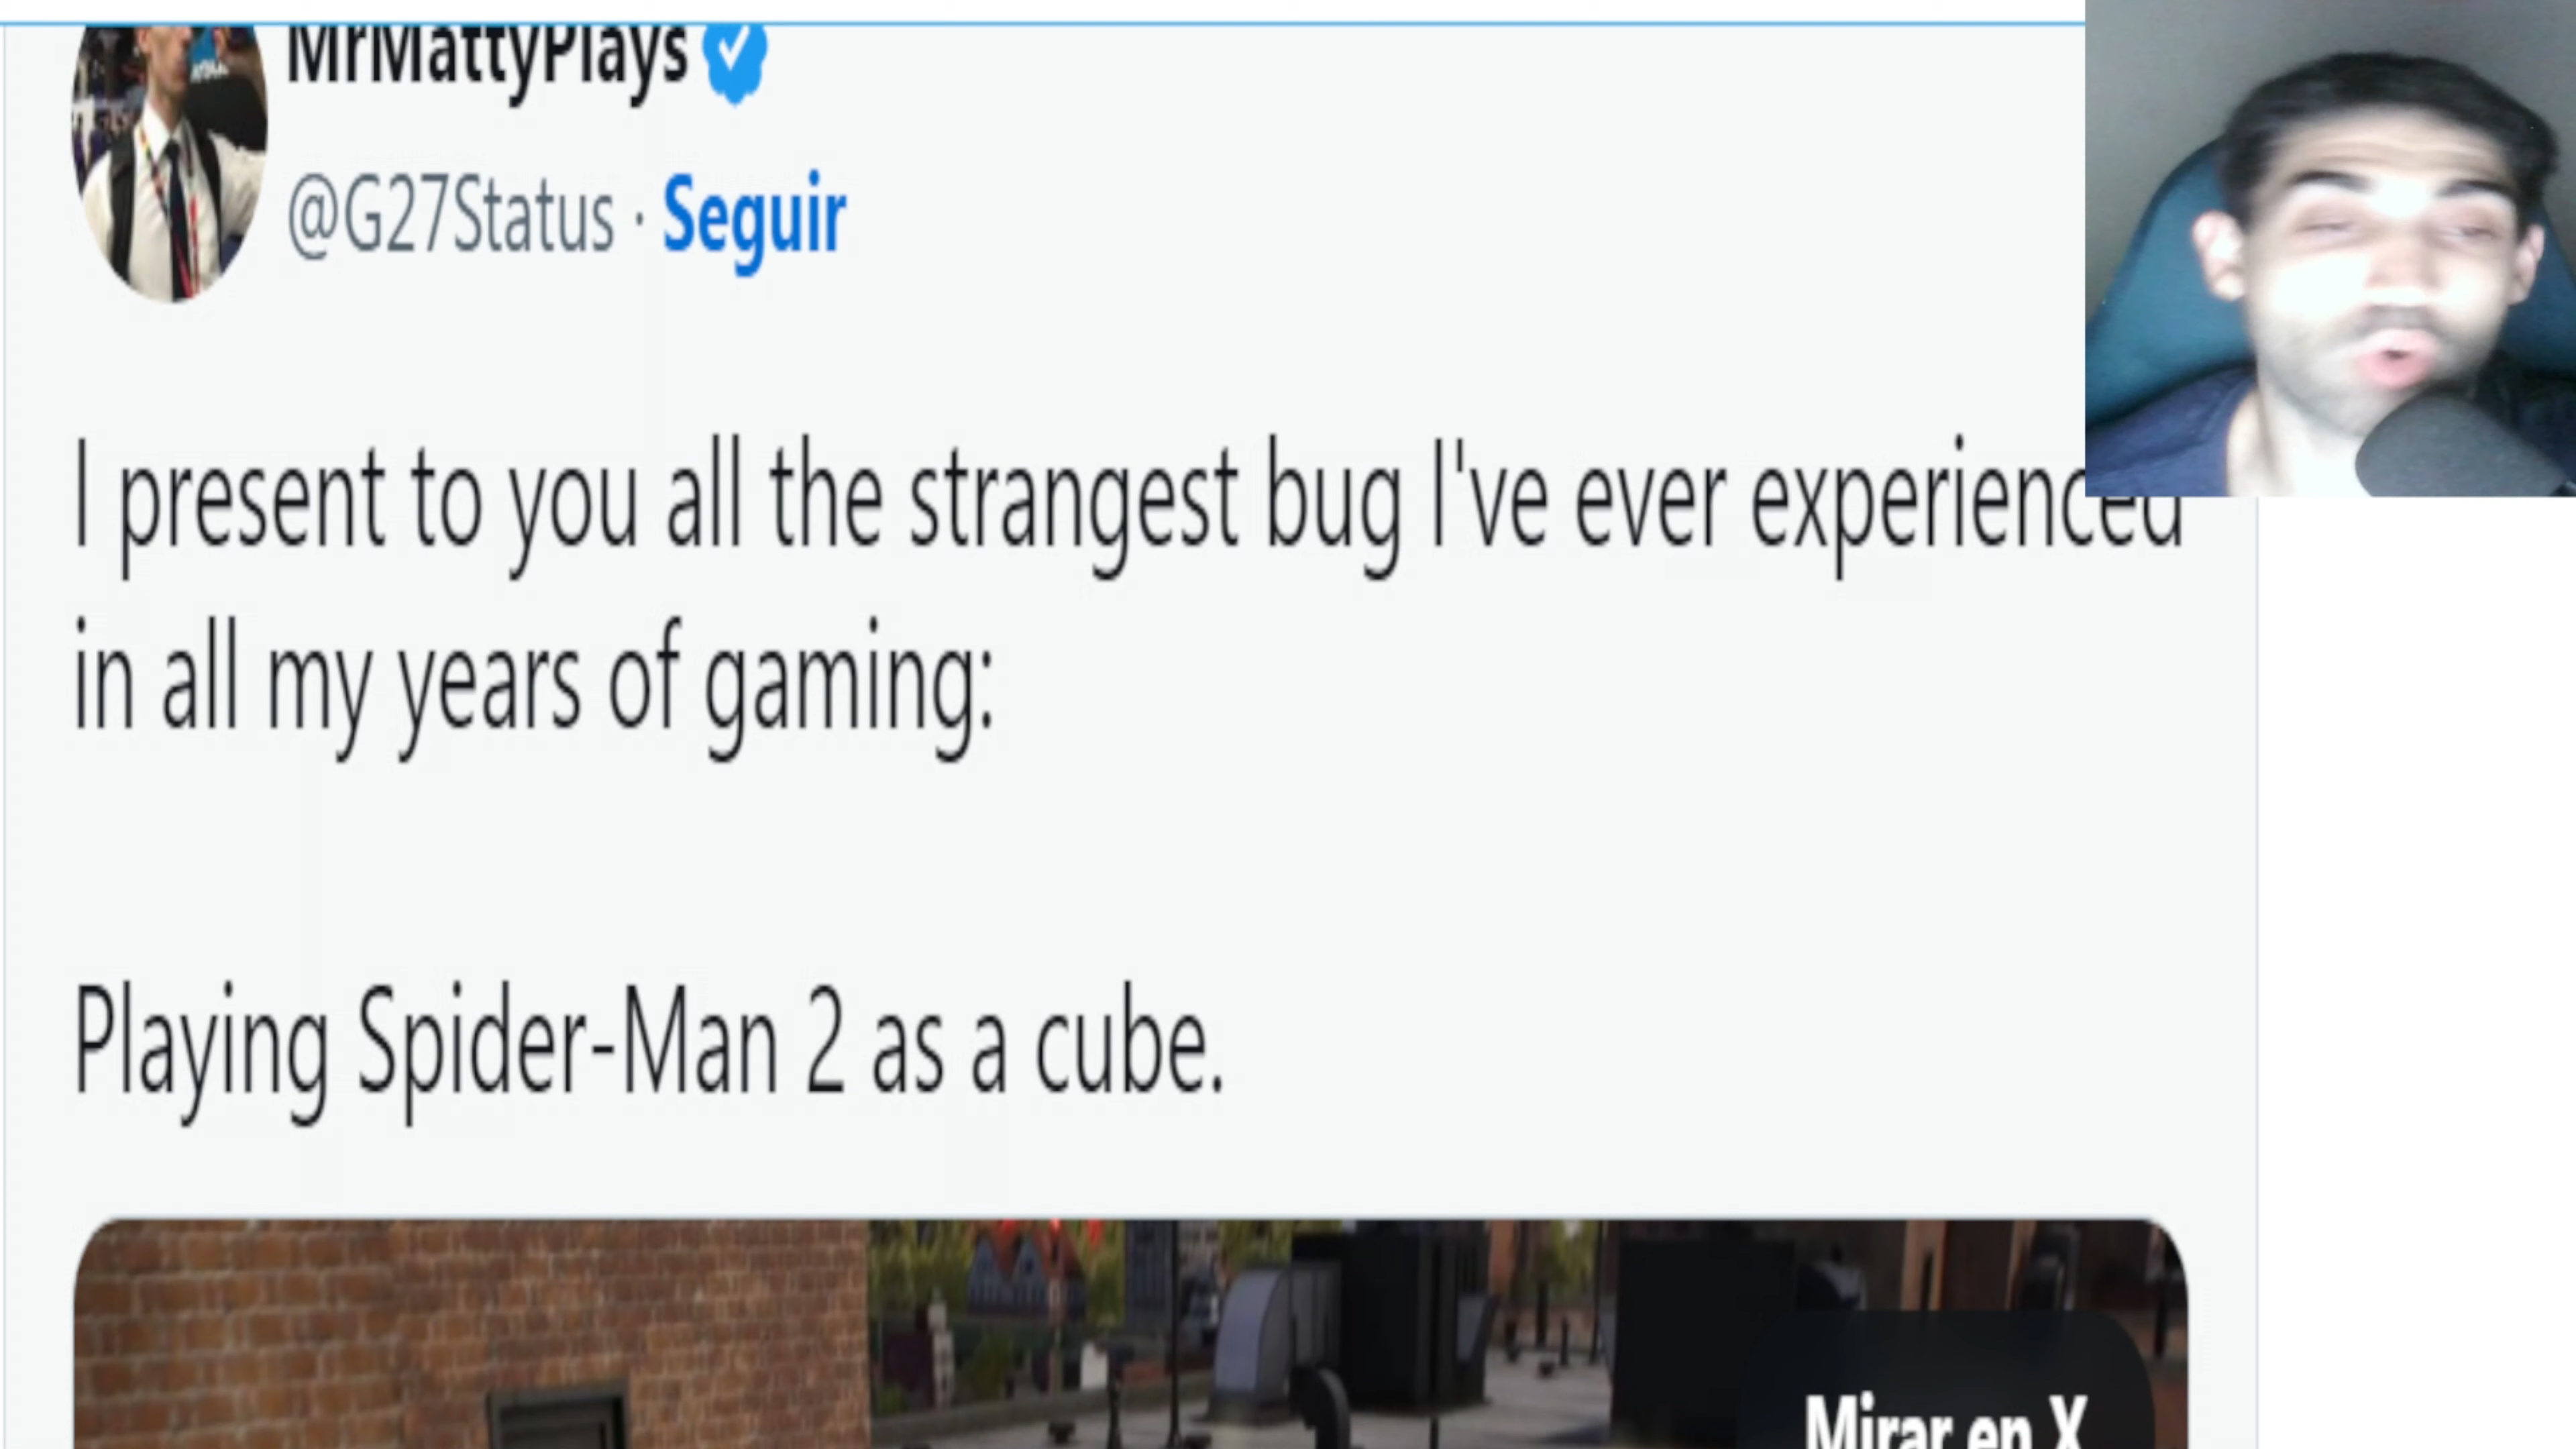 MrMattyPlays
@G27Status · Seguir
I present to you all the strangest bug I've ever experienced
in all my years of gaming:
Playing Spider-Man 2 as a cube.
Mirar en X